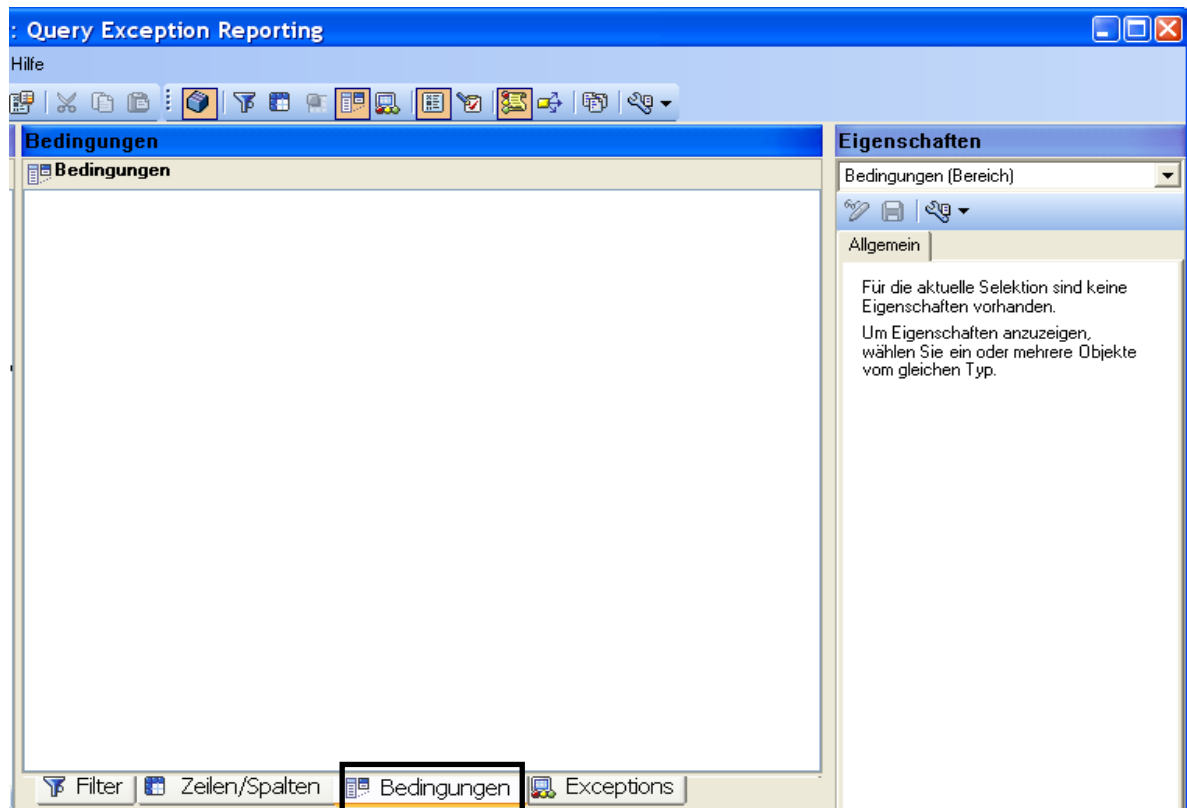 : Query Exception Reporting
Hilfe
Bedingungen
Bedingungen
Eigenschaften
Bedingungen (Bereich)
Allgemein
Für die aktuelle Selektion sind keine
Eigenschaften vorhanden.
Um Eigenschaften anzuzeigen,
wählen Sie ein oder mehrere Objekte
vom gleichen Typ.
Filter
Zeilen/Spalten
Bedingungen
Exceptions